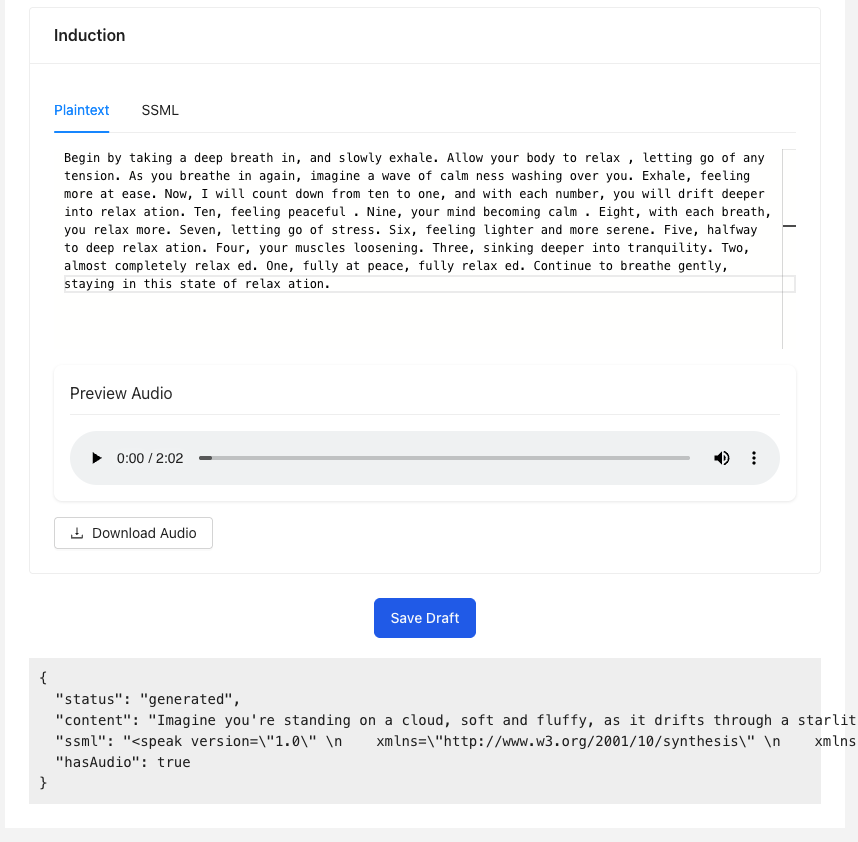 Induction
Plaintext SSML
Begin by taking a deep breath in, and slowly exhale. Allow your body to relax , letting go of any
tension. As you breathe in again, imagine a wave of calm ness washing over you. Exhale, feeling
more at ease. Now, I will count down from ten to one, and with each number, you will drift deeper
into relax ation. Ten, feeling peaceful . Nine, your mind becoming calm . Eight, with each breath,
you relax more. Seven, letting go of stress. Six, feeling lighter and more serene. Five, halfway
to deep relax ation. Four, your muscles loosening. Three, sinking deeper into tranquility. Two,
almost completely relax ed. One, fully at peace, fully relax ed. Continue to breathe gently,
staying in this state of relax ation.
Preview Audio
0:00 / 2:02
Download Audio
Save Draft
{
  "status": "generated",
  "content": "Imagine you're standing on a cloud, soft and fluffy, as it drifts through a starlit
  "ssml": "<speak version=\"1.0\" \n    xmlns=\"http://www.w3.org/2001/10/synthesis\" \n    xmlns
  "hasAudio": true
}